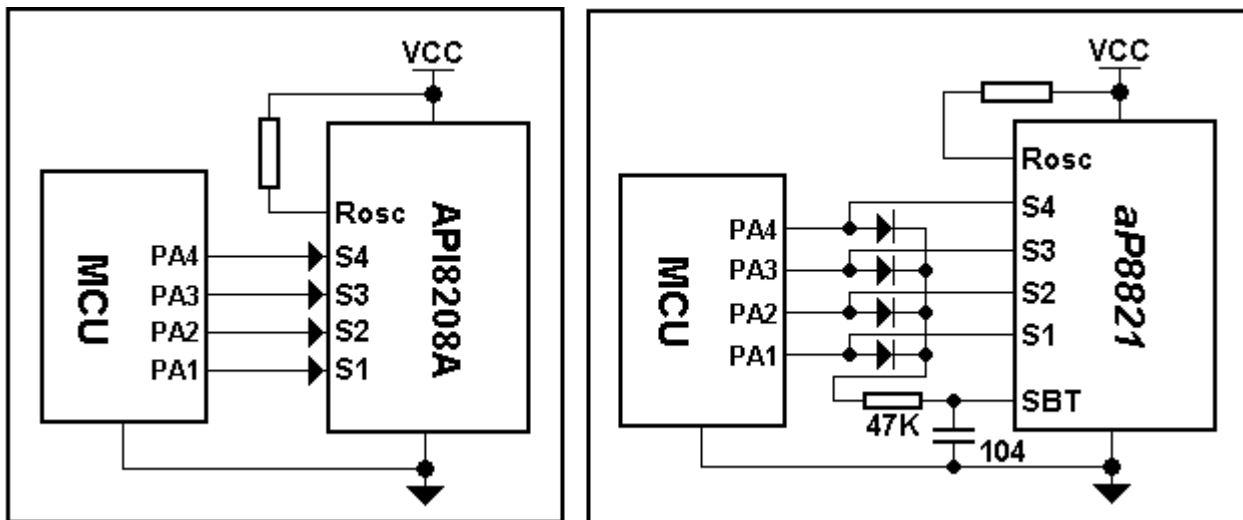 VCC
Rosc
PA4
S4
PA3
S3
PA2
S2
PA1
S1
MCU
API8208A
VCC
Rosc
S4
PA4
S3
PA3
S2
PA2
S1
PA1
SBT
47K
104
MCU
aP8821